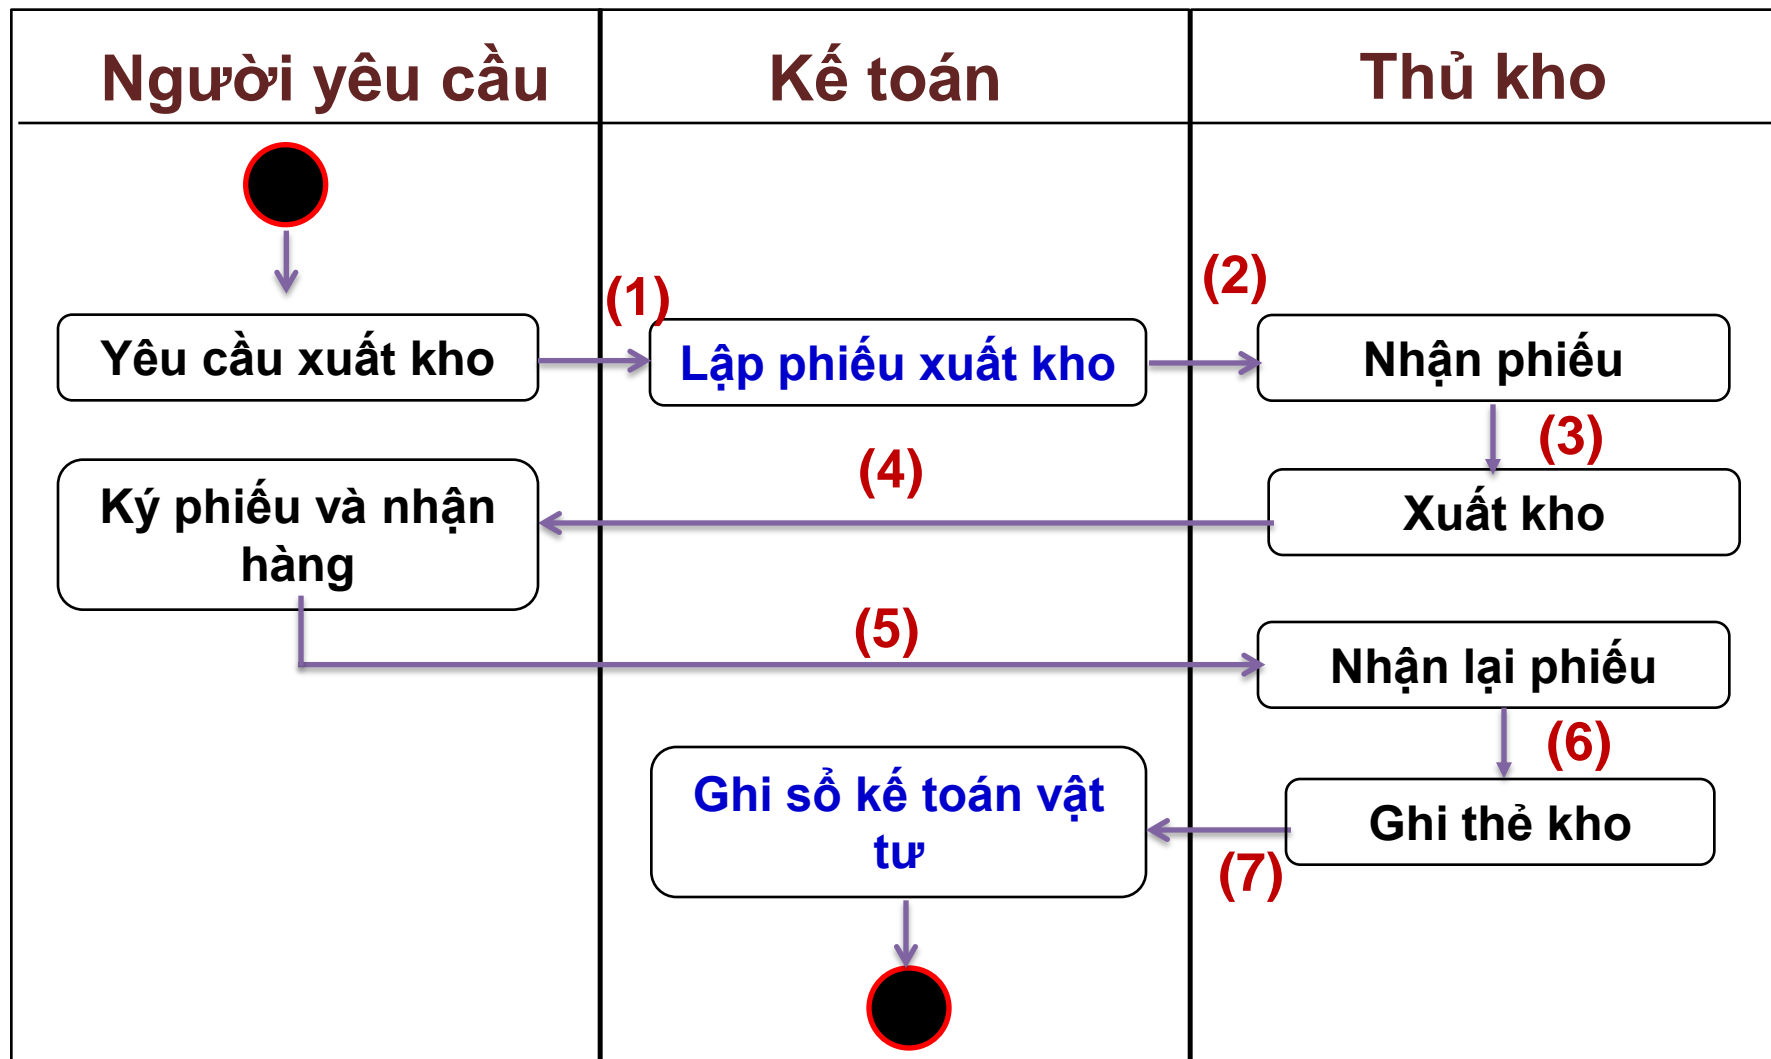 Người yêu cầu
Kế toán
Thủ kho
(1)
(2)
Yêu cầu xuất kho
Lập phiếu xuất kho
Nhận phiếu
(3)
(4)
Ký phiếu và nhận
hàng
Xuất kho
(5)
Nhận lại phiếu
(6)
Ghi sổ kế toán vật
tư
Ghi thẻ kho
(7)